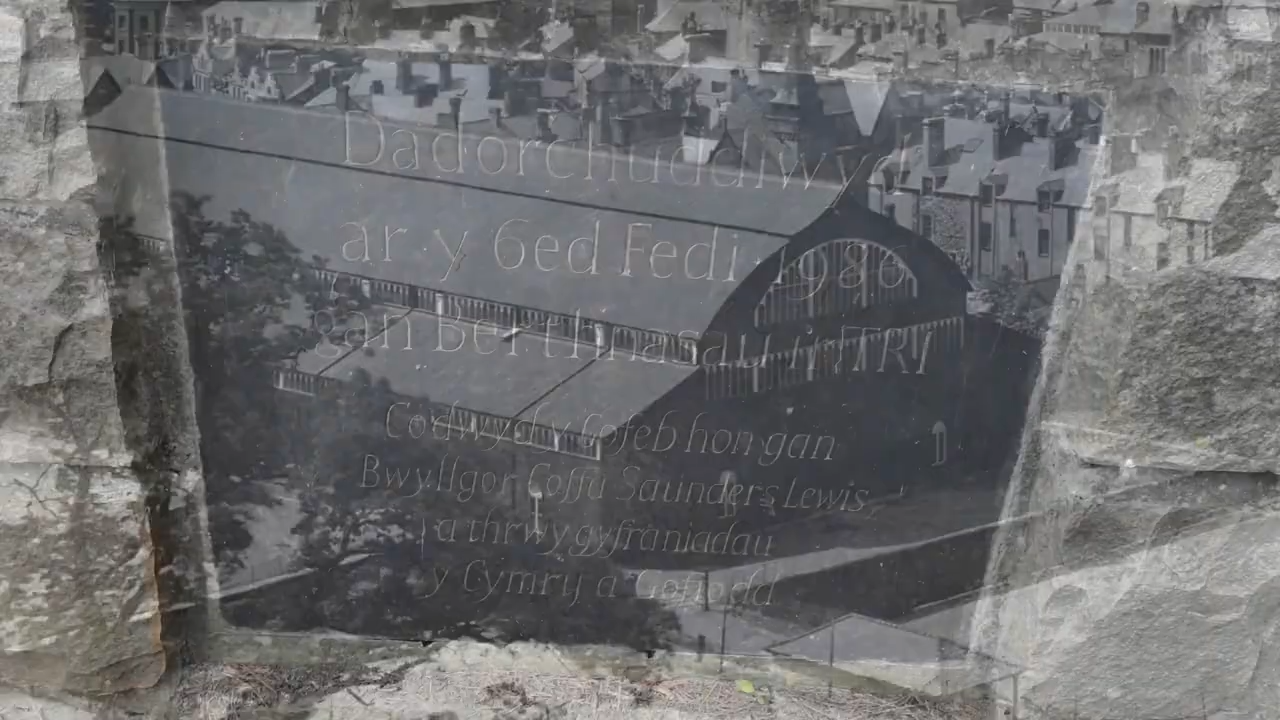 Dadorchuddiwyd
ar y 6ed Fedi 1986
gan Berthnasau i'r TRI
Codwyd y Gofeb hon gan
Bwyllgor Coffa Saunders Lewis,
a thrwy gyfraniadau
y Cymry a'